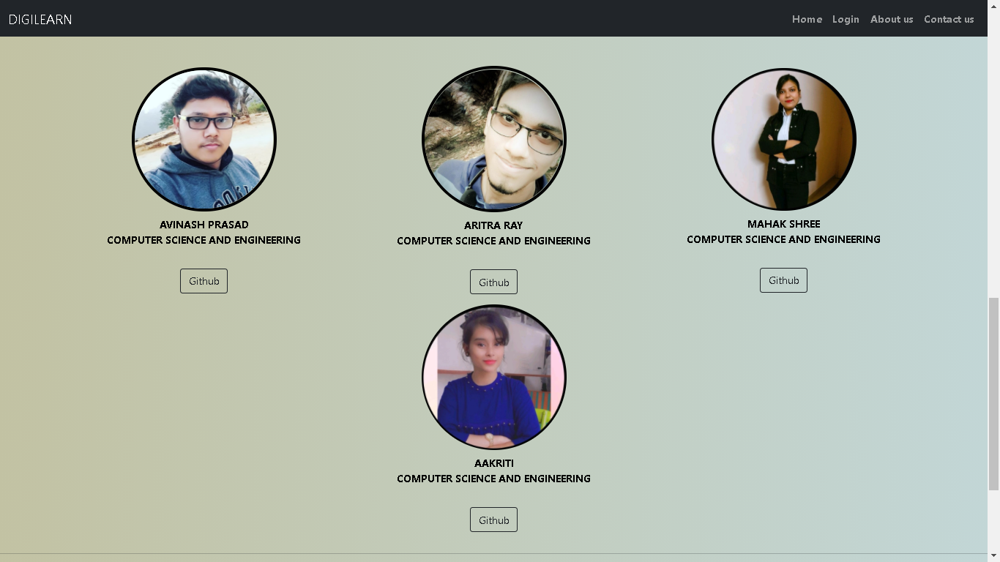 DIGILEARN
Home Login About us Contact us
AVINASH PRASAD
COMPUTER SCIENCE AND ENGINEERING
Github
ARITRA RAY
COMPUTER SCIENCE AND ENGINEERING
Github
MAHAK SHREE
COMPUTER SCIENCE AND ENGINEERING
Github
AAKRITI
COMPUTER SCIENCE AND ENGINEERING
Github